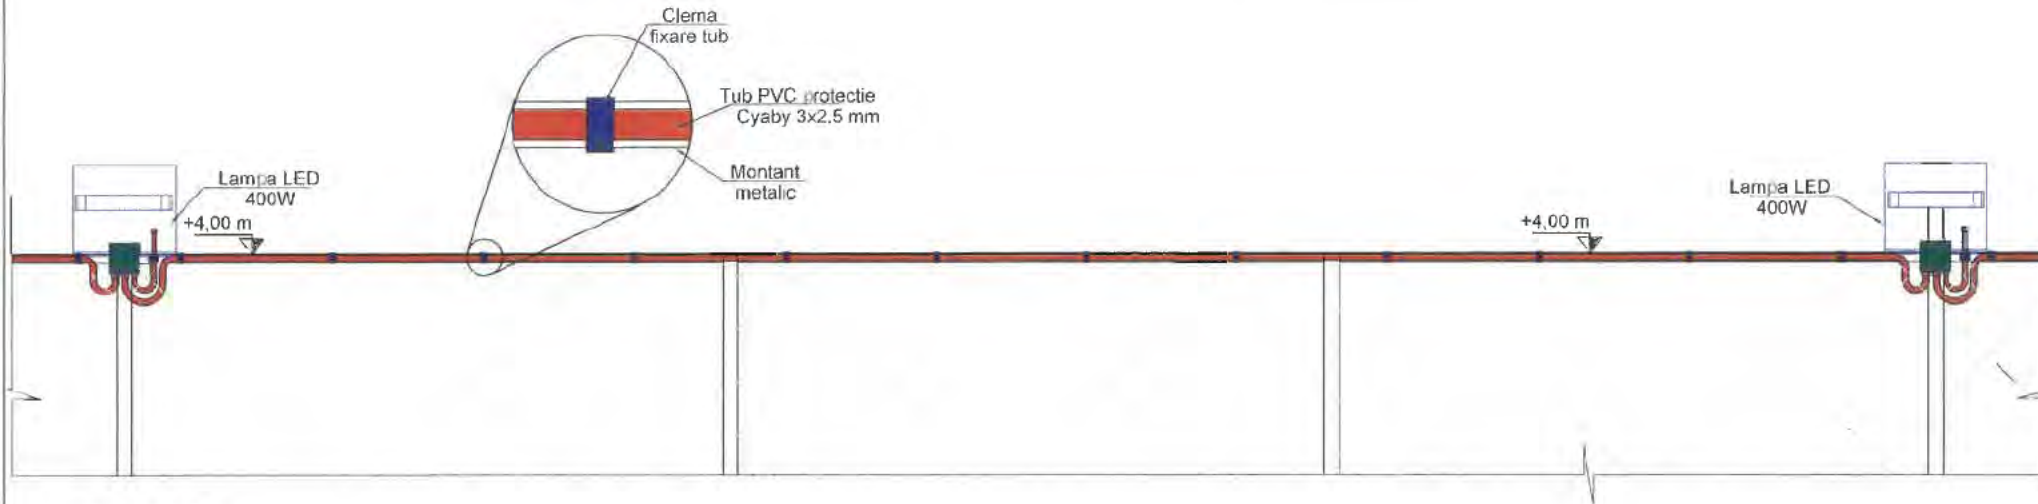 Clema
fixare tub
Tub PVC protectie
Cyaby 3x2,5 mm
Montant
metalic
Lampa LED
400W
+4,00 m
+4,00 m
Lampa LED
400W